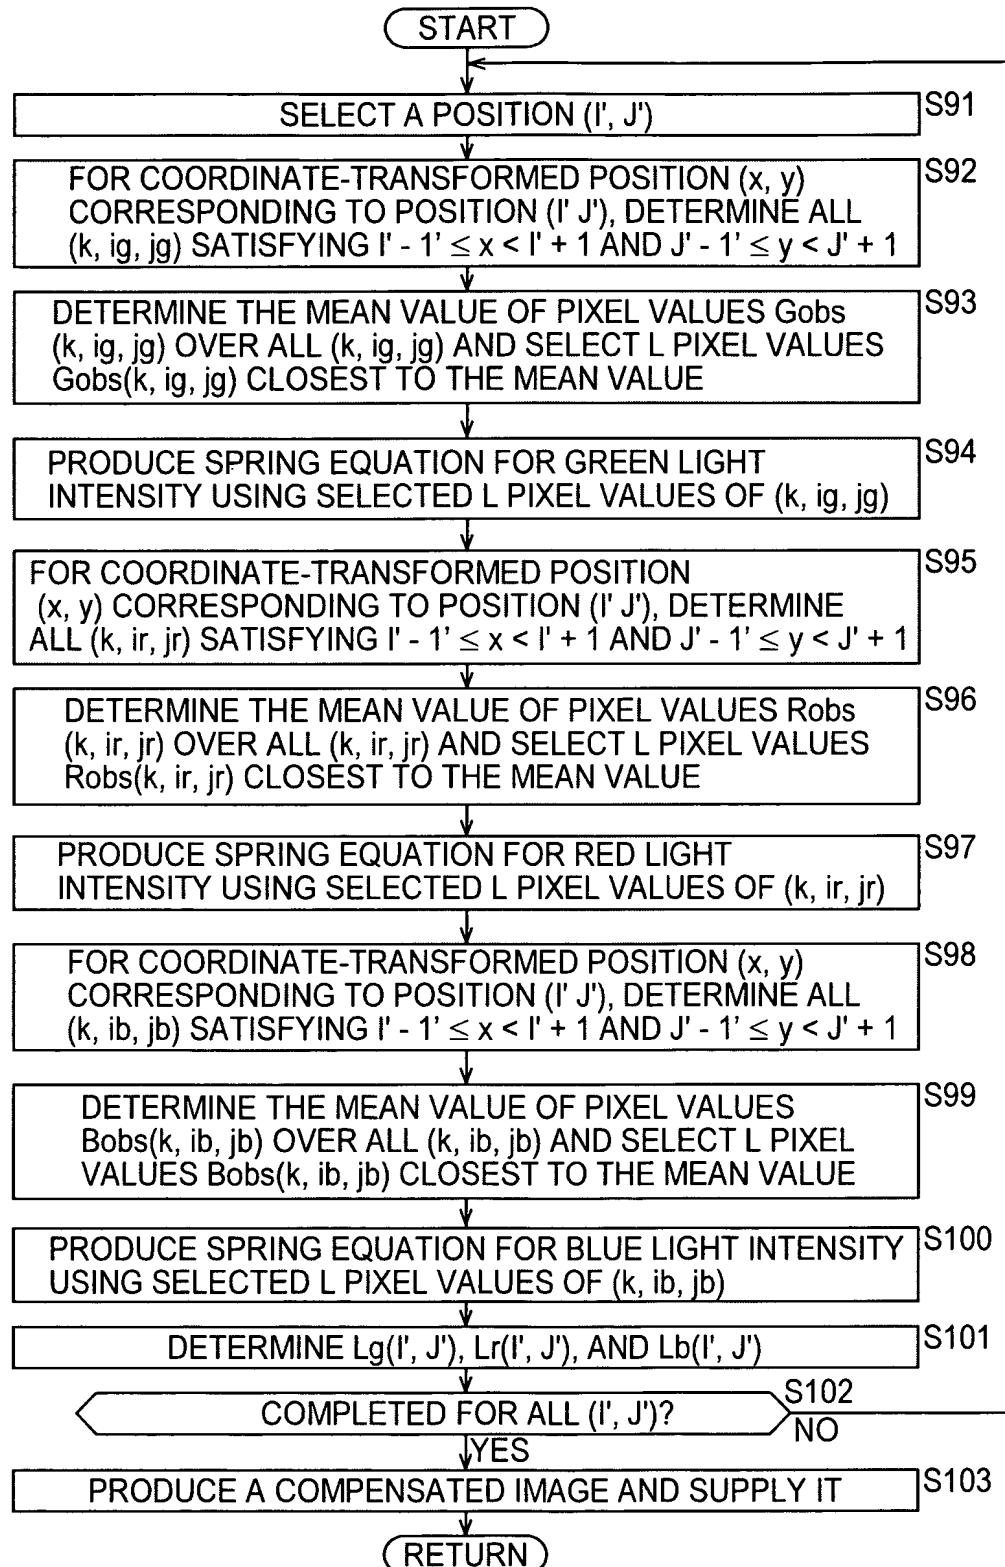 START
SELECT A POSITION (I', J')
S91
FOR COORDINATE-TRANSFORMED POSITION (x, y)
CORRESPONDING TO POSITION (I' J'), DETERMINE ALL
(k, ig, jg) SATISFYING I' - 1' ≤ x < I' + 1 AND J' - 1' ≤ y < J' + 1
S92
DETERMINE THE MEAN VALUE OF PIXEL VALUES Gobs
(k, ig, jg) OVER ALL (k, ig, jg) AND SELECT L PIXEL VALUES
Gobs(k, ig, jg) CLOSEST TO THE MEAN VALUE
S93
PRODUCE SPRING EQUATION FOR GREEN LIGHT
INTENSITY USING SELECTED L PIXEL VALUES OF (k, ig, jg)
S94
FOR COORDINATE-TRANSFORMED POSITION
(x, y) CORRESPONDING TO POSITION (I' J'), DETERMINE
ALL (k, ir, jr) SATISFYING I' - 1' ≤ x < I' + 1 AND J' - 1' ≤ y < J' + 1
S95
DETERMINE THE MEAN VALUE OF PIXEL VALUES Robs
(k, ir, jr) OVER ALL (k, ir, jr) AND SELECT L PIXEL VALUES
Robs(k, ir, jr) CLOSEST TO THE MEAN VALUE
S96
PRODUCE SPRING EQUATION FOR RED LIGHT
INTENSITY USING SELECTED L PIXEL VALUES OF (k, ir, jr)
S97
FOR COORDINATE-TRANSFORMED POSITION (x, y)
CORRESPONDING TO POSITION (I' J'), DETERMINE ALL
(k, ib, jb) SATISFYING I' - 1' ≤ x < I' + 1 AND J' - 1' ≤ y < J' + 1
S98
DETERMINE THE MEAN VALUE OF PIXEL VALUES
Bobs(k, ib, jb) OVER ALL (k, ib, jb) AND SELECT L PIXEL
VALUES Bobs(k, ib, jb) CLOSEST TO THE MEAN VALUE
S99
PRODUCE SPRING EQUATION FOR BLUE LIGHT INTENSITY
USING SELECTED L PIXEL VALUES OF (k, ib, jb)
S100
DETERMINE Lg(I', J'), Lr(I', J'), AND Lb(I', J')
S101
COMPLETED FOR ALL (I', J')?
S102
NO
YES
PRODUCE A COMPENSATED IMAGE AND SUPPLY IT
S103
RETURN